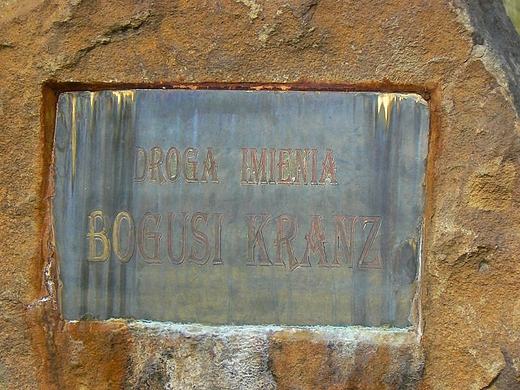 DROGA IMIENIA
BOGUSI KRANZ